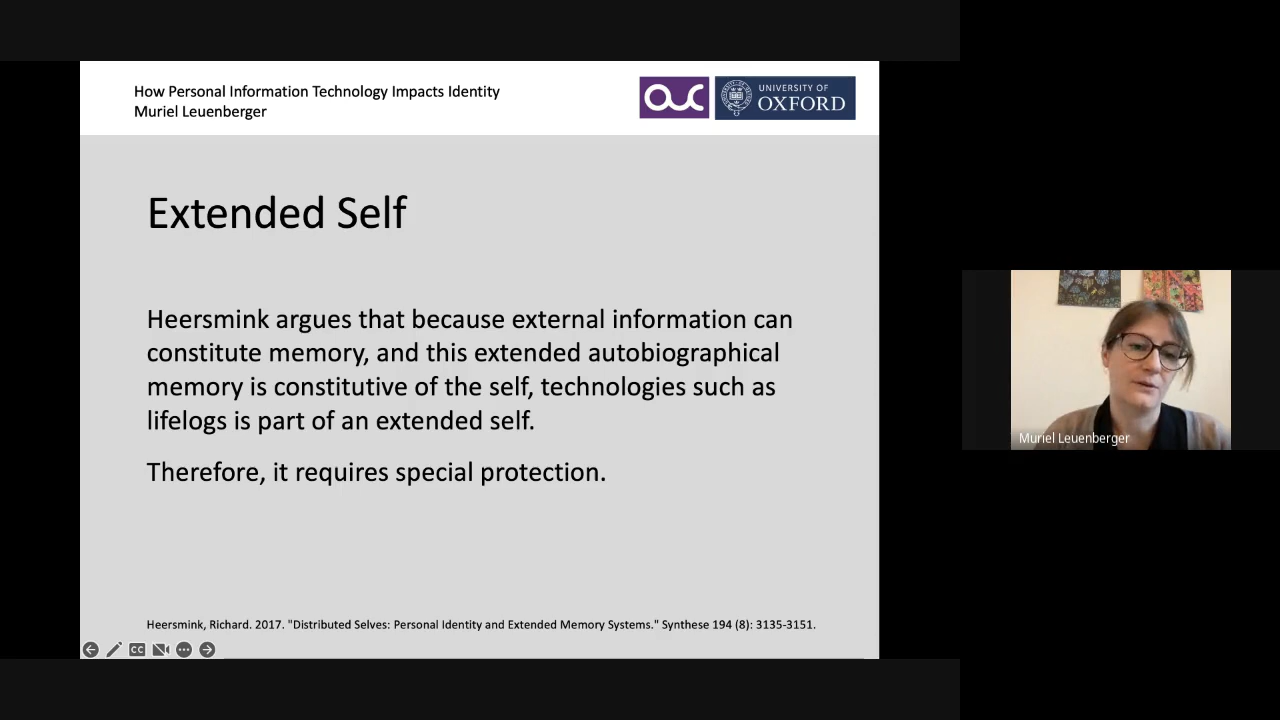 How Personal Information Technology Impacts Identity
Muriel Leuenberger
UNIVERSITY OF
OXFORD
Extended Self
Heersmink argues that because external information can
constitute memory, and this extended autobiographical
memory is constitutive of the self, technologies such as
lifelogs is part of an extended self.
Therefore, it requires special protection.
Heersmink, Richard. 2017. "Distributed Selves: Personal Identity and Extended Memory Systems." Synthese 194 (8): 3135-3151.
CC
Muriel Leuenberger